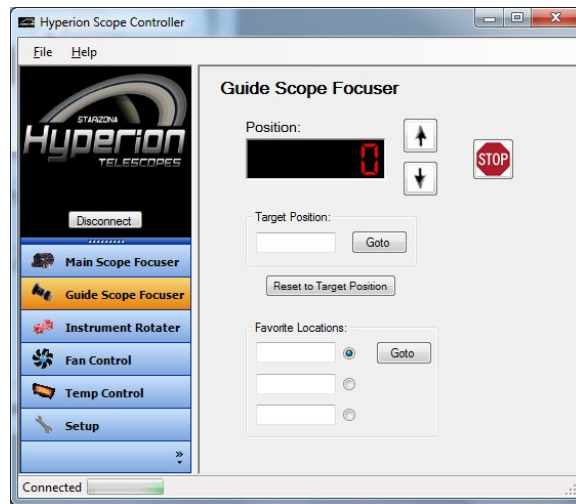 Hyperion Scope Controller
File Help
STARIZONA
Hyperion
TELESCOPES
Disconnect
Main Scope Focuser
Guide Scope Focuser
Instrument Rotater
Fan Control
Temp Control
Setup
»
Connected
Guide Scope Focuser
Position:
0
STOP
Target Position:
Goto
Reset to Target Position
Favorite Locations:
Goto